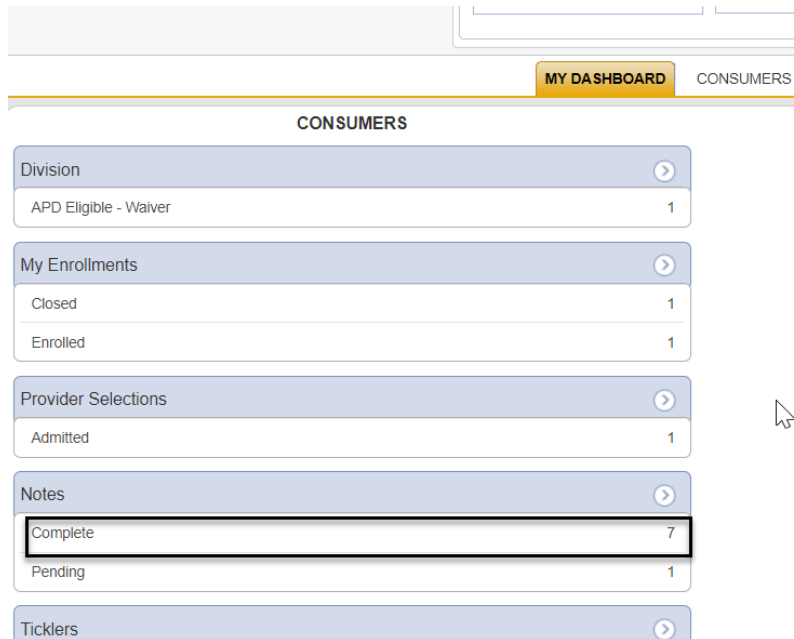 MY DASHBOARD CONSUMERS
CONSUMERS
Division
APD Eligible - Waiver 1
My Enrollments
Closed 1
Enrolled 1
Provider Selections
Admitted 1
Notes
Complete 7
Pending 1
Ticklers